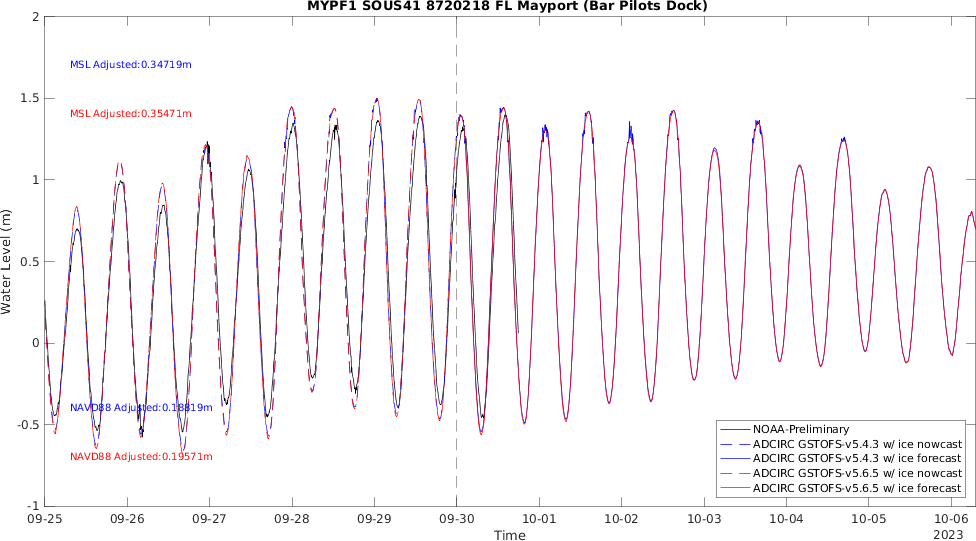 MYPF1 SOUS41 8720218 FL Mayport (Bar Pilots Dock)
2
1.5
1
0.5
0
-0.5
-1
Water Level (m)
MSL Adjusted:0.34719m
MSL Adjusted:0.35471m
NAVD88 Adjusted:0.18819m
NAVD88 Adjusted:0.19571m
NOAA-Preliminary
ADCIRC GSTOFS-v5.4.3 w/ ice nowcast
ADCIRC GSTOFS-v5.4.3 w/ ice forecast
ADCIRC GSTOFS-v5.6.5 w/ ice nowcast
ADCIRC GSTOFS-v5.6.5 w/ ice forecast
09-25 09-26 09-27 09-28 09-29 09-30 10-01 10-02 10-03 10-04 10-05 10-06
Time 2023